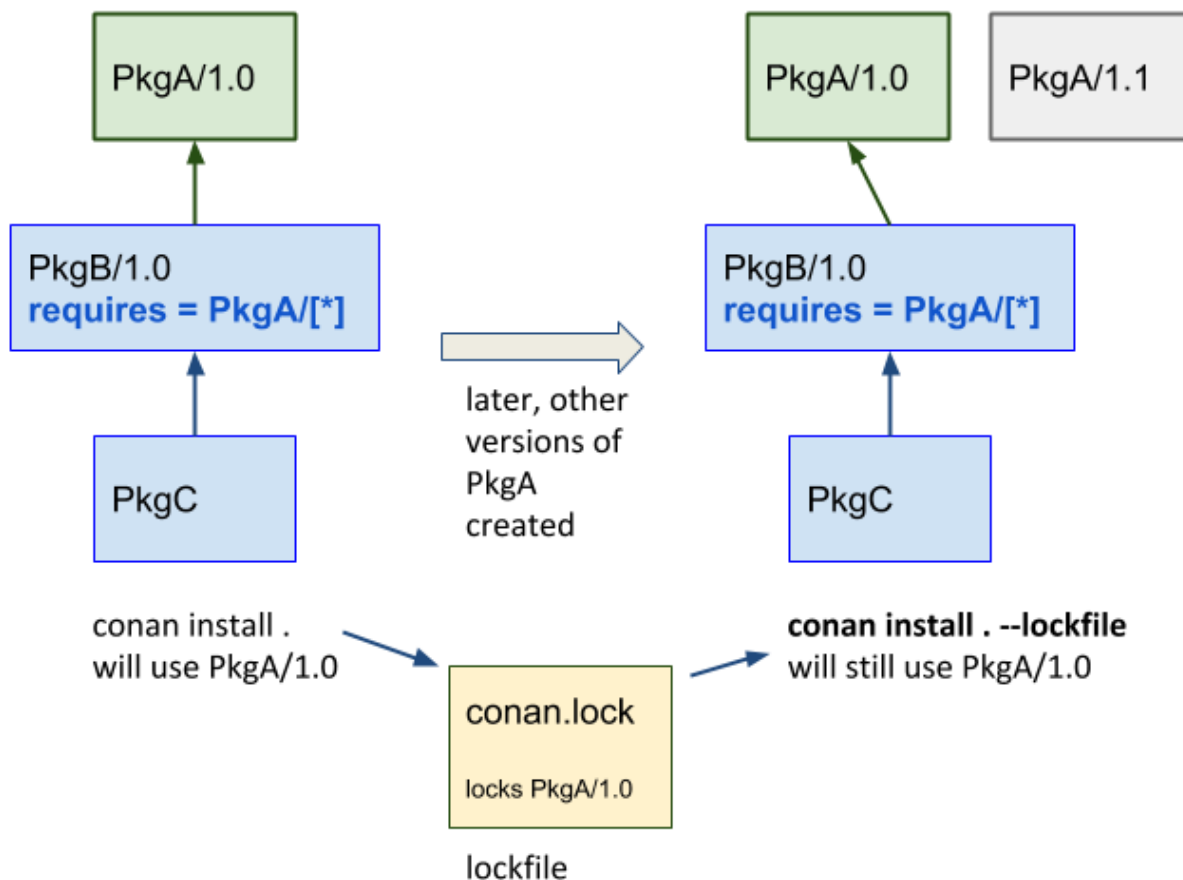 PkgA/1.0
PkgA/1.0
PkgA/1.1
PkgB/1.0
requires = PkgA/[*]
PkgB/1.0
requires = PkgA/[*]
later, other
versions of
PkgA
created
PkgC
PkgC
conan install .
will use PkgA/1.0
conan install . --lockfile
will still use PkgA/1.0
conan.lock
locks PkgA/1.0
lockfile